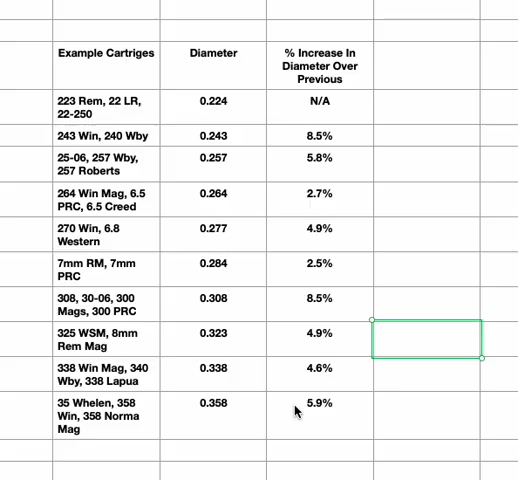 Example Cartriges Diameter % Increase In
Diameter Over
Previous
223 Rem, 22 LR, 0.224 N/A
22-250
243 Win, 240 Wby 0.243 8.5%
25-06, 257 Wby, 0.257 5.8%
257 Roberts
264 Win Mag, 6.5 0.264 2.7%
PRC, 6.5 Creed
270 Win, 6.8 0.277 4.9%
Western
7mm RM, 7mm 0.284 2.5%
PRC
308, 30-06, 300 0.308 8.5%
Mags, 300 PRC
325 WSM, 8mm 0.323 4.9%
Rem Mag
338 Win Mag, 340 0.338 4.6%
Wby, 338 Lapua
35 Whelen, 358 0.358 5.9%
Win, 358 Norma
Mag